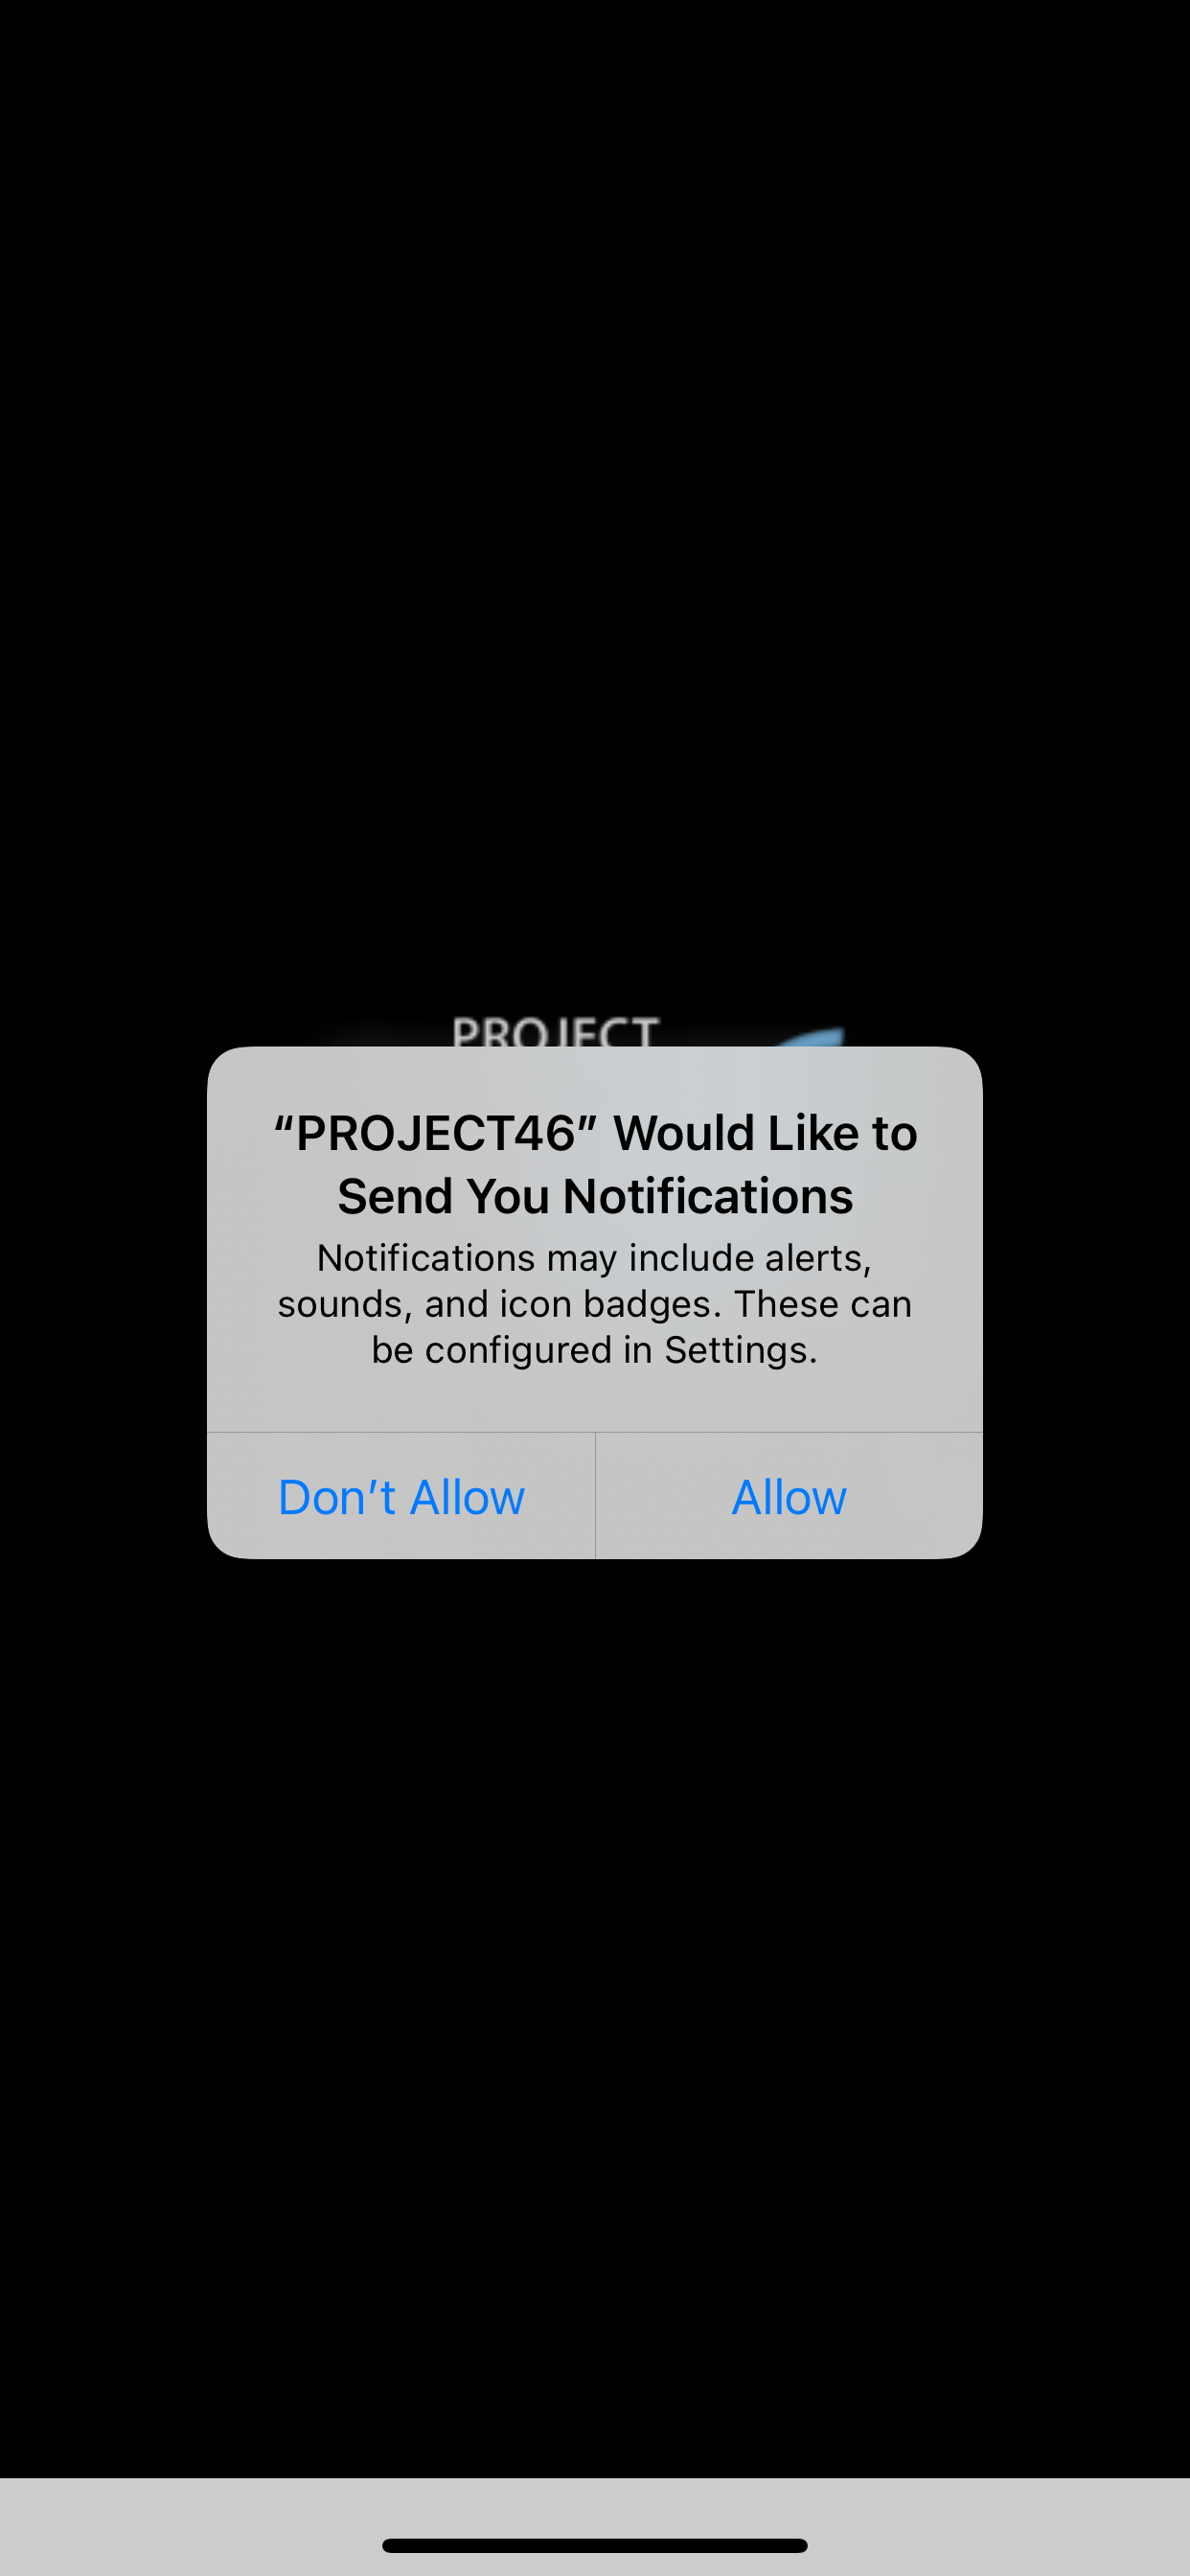 PROJECT
“PROJECT46” Would Like to
Send You Notifications
Notifications may include alerts,
sounds, and icon badges. These can
be configured in Settings.
Don’t Allow
Allow